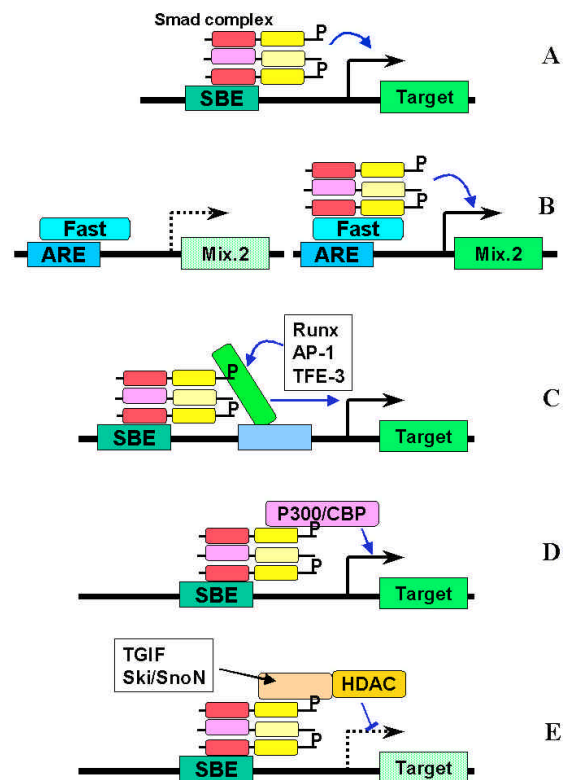 Smad complex
P
P
A
SBE
Target
P
P
B
Fast
Fast
ARE
Mix.2
ARE
Mix.2
Runx
AP-1
TFE-3
P
P
C
SBE
Target
P300/CBP
P
P
D
SBE
Target
TGIF
Ski/SnoN
HDAC
P
P
E
SBE
Target